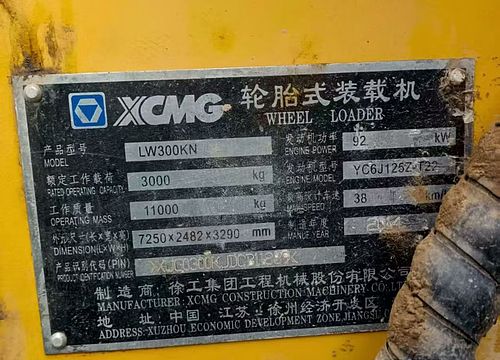 XCMG 轮胎式装载机
WHEEL LOADER
产品型号 LW300KN 发动机功率 92 kW
MODEL ENGINE POWER
额定工作载荷 3000 kg 发动机型号
RATED OPERATING CAPACITY ENGINE MODEL
工作质量 11000 kg 38
OPERATING MASS
外形尺寸(长×宽×高) 7250×2482×3290 mm 制造年度
DIMENSION(L×W×H)
产品识别代码(PIN)
PRODUCT IDENTIFICATION NUMBER
制造商：徐工集团工程机械股份有限公
MANUFACTURER:XCMG CONSTRUCTION MACHINERY
地址 中国 江苏 徐州经济开发区
ADDRESS:XUZHOU ECONOMIC DEVELOPMENT ZONE,JIANGSU